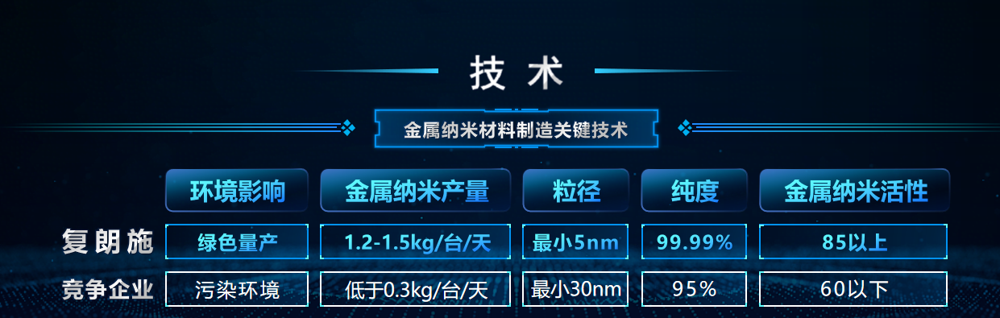 技术
金属纳米材料制造关键技术
环境影响 金属纳米产量 粒径 纯度 金属纳米活性
复朗施 绿色量产 1.2-1.5kg/台/天 最小5nm 99.99% 85以上
竞争企业 污染环境 低于0.3kg/台/天 最小30nm 95% 60以下